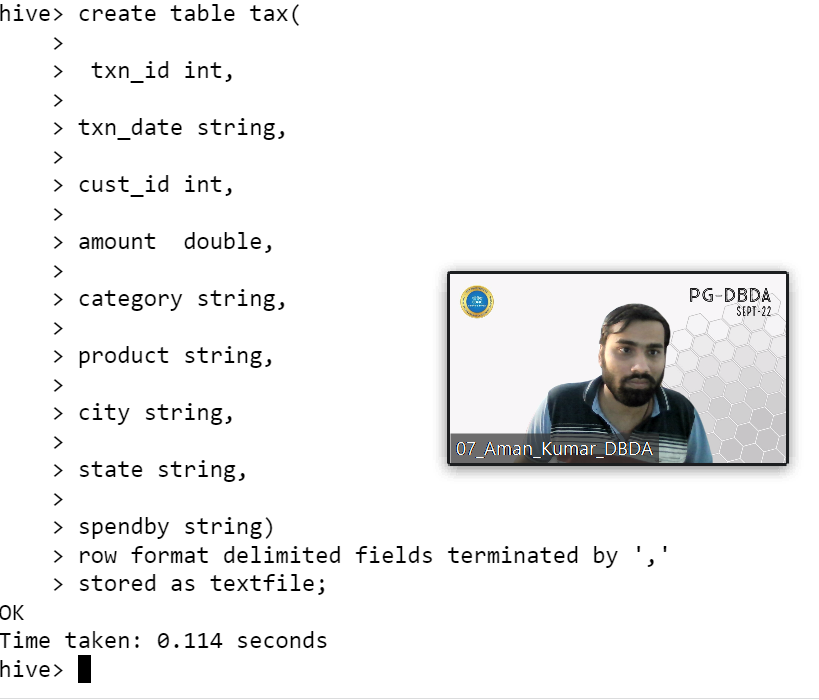 hive> create table tax(
>
> txn_id int,
>
> txn_date string,
>
> cust_id int,
>
> amount  double,
>
> category string,
>
> product string,
>
> city string,
>
> state string,
>
> spendby string)
> row format delimited fields terminated by ','
> stored as textfile;
OK
Time taken: 0.114 seconds
hive>
PG-DBDA
SEPT-22
07_Aman_Kumar_DBDA